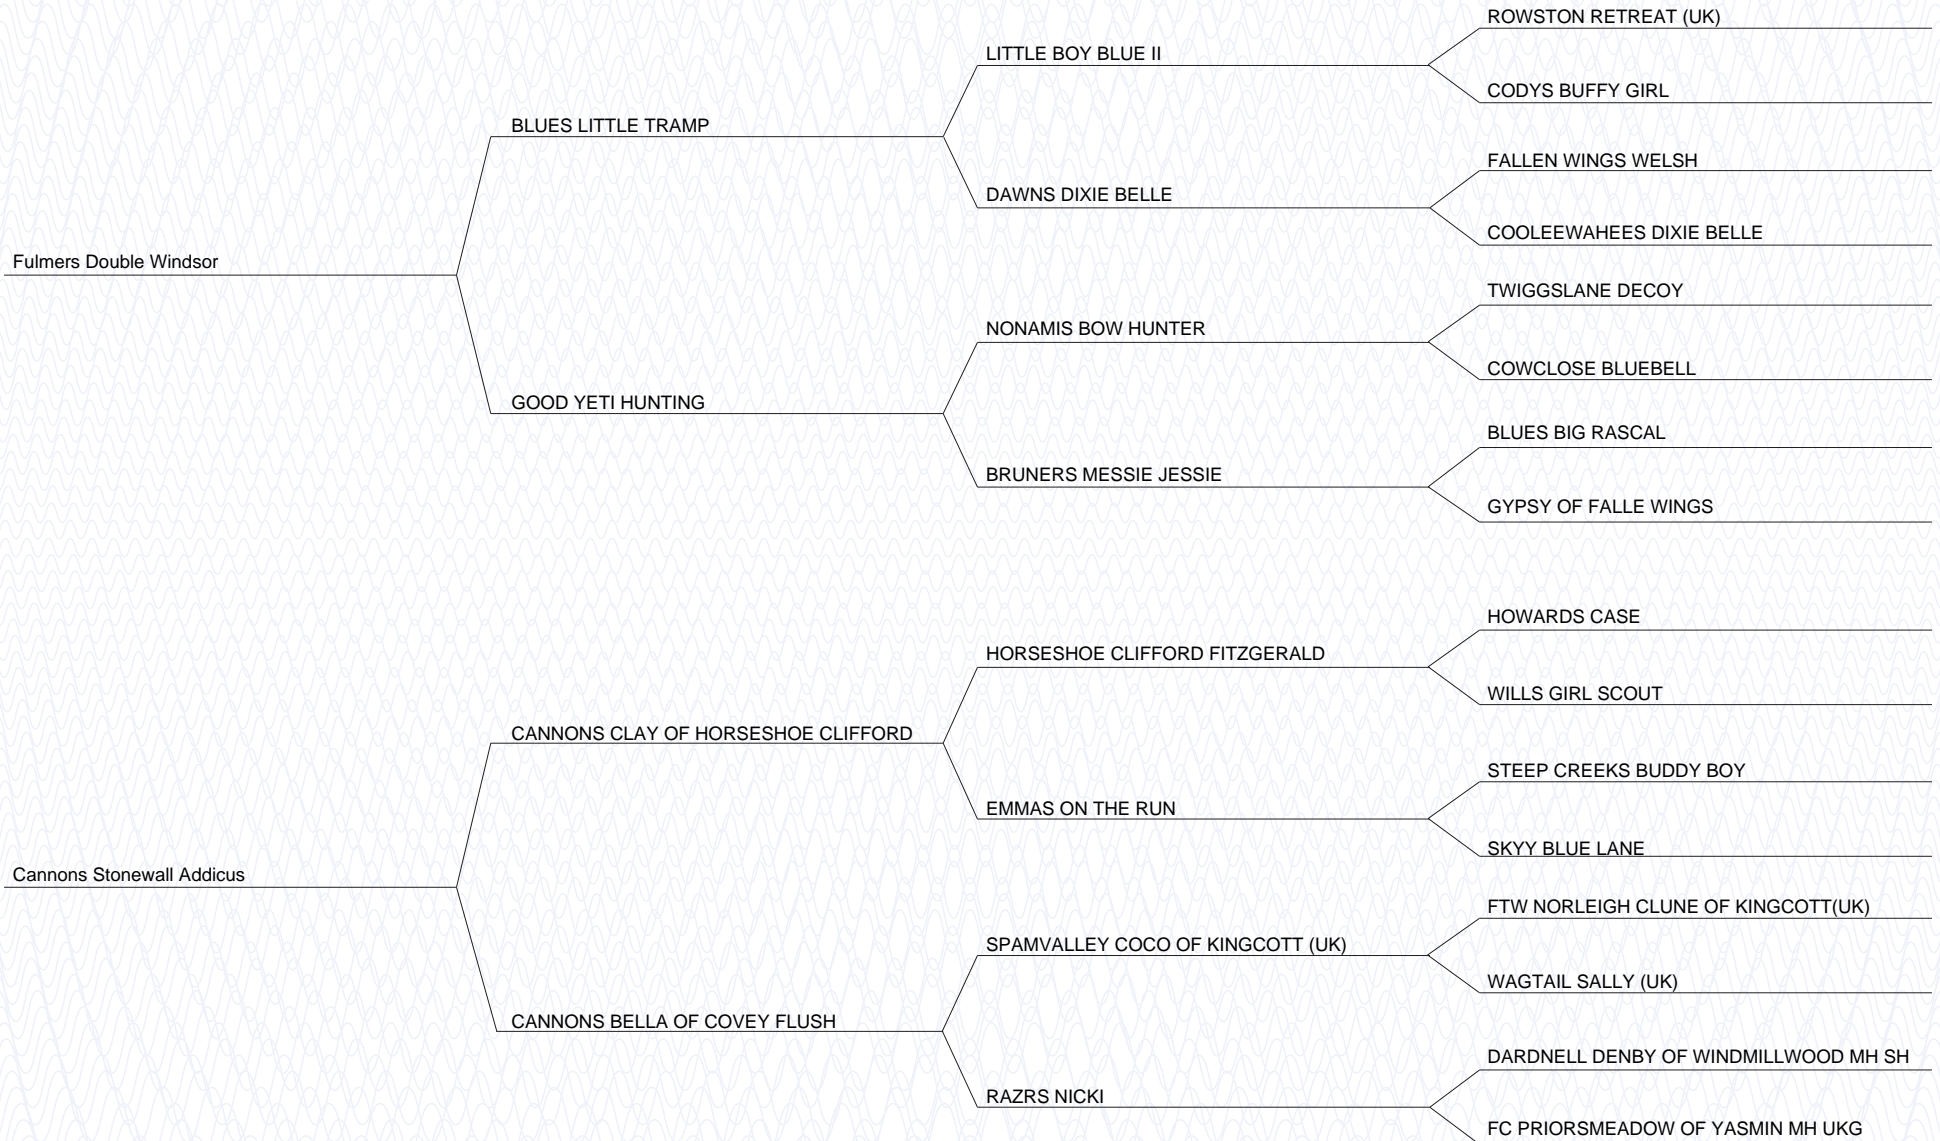 ROWSTON RETREAT (UK)
LITTLE BOY BLUE II
CODYS BUFFY GIRL
BLUES LITTLE TRAMP
FALLEN WINGS WELSH
DAWNS DIXIE BELLE
COOLEEWAHEES DIXIE BELLE
Fulmers Double Windsor
TWIGGSLANE DECOY
NONAMIS BOW HUNTER
COWCLOSE BLUEBELL
GOOD YETI HUNTING
BLUES BIG RASCAL
BRUNERS MESSIE JESSIE
GYPSY OF FALLE WINGS
HOWARDS CASE
HORSESHOE CLIFFORD FITZGERALD
WILLS GIRL SCOUT
CANNONS CLAY OF HORSESHOE CLIFFORD
STEEP CREEKS BUDDY BOY
EMMAS ON THE RUN
SKYY BLUE LANE
Cannons Stonewall Addicus
FTW NORLEIGH CLUNE OF KINGCOTT(UK)
SPAMVALLEY COCO OF KINGCOTT (UK)
WAGTAIL SALLY (UK)
CANNONS BELLA OF COVEY FLUSH
DARDNELL DENBY OF WINDMILLWOOD MH SH
RAZRS NICKI
FC PRIORSMEADOW OF YASMIN MH UKG